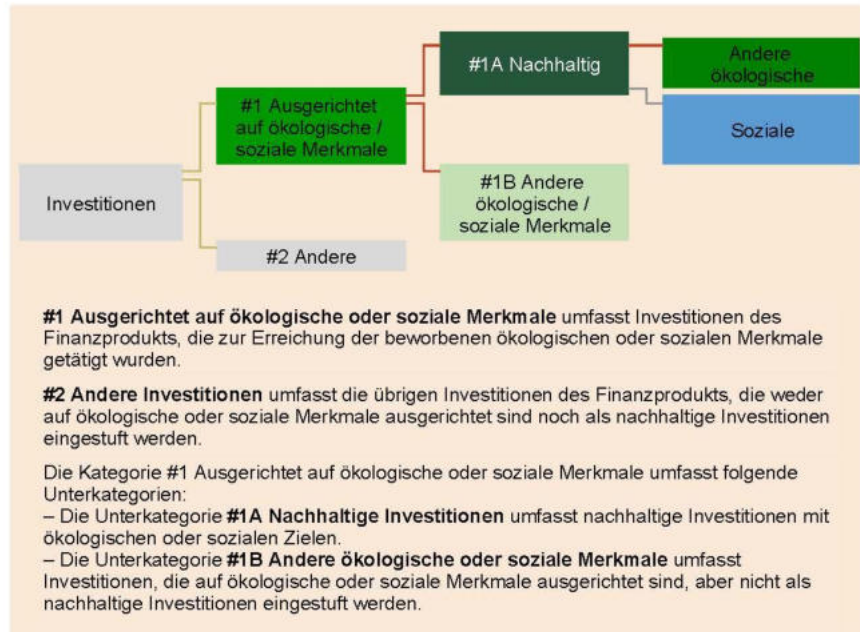 #1A Nachhaltig
Andere
ökologische
#1 Ausgerichtet
auf ökologische /
soziale Merkmale
Soziale
Investitionen
#1B Andere
ökologische /
soziale Merkmale
#2 Andere
#1 Ausgerichtet auf ökologische oder soziale Merkmale umfasst Investitionen des
Finanzprodukts, die zur Erreichung der beworbenen ökologischen oder sozialen Merkmale
getätigt wurden.
#2 Andere Investitionen umfasst die übrigen Investitionen des Finanzprodukts, die weder
auf ökologische oder soziale Merkmale ausgerichtet sind noch als nachhaltige Investitionen
eingestuft werden.
Die Kategorie #1 Ausgerichtet auf ökologische oder soziale Merkmale umfasst folgende
Unterkategorien:
– Die Unterkategorie #1A Nachhaltige Investitionen umfasst nachhaltige Investitionen mit
ökologischen oder sozialen Zielen.
– Die Unterkategorie #1B Andere ökologische oder soziale Merkmale umfasst
Investitionen, die auf ökologische oder soziale Merkmale ausgerichtet sind, aber nicht als
nachhaltige Investitionen eingestuft werden.